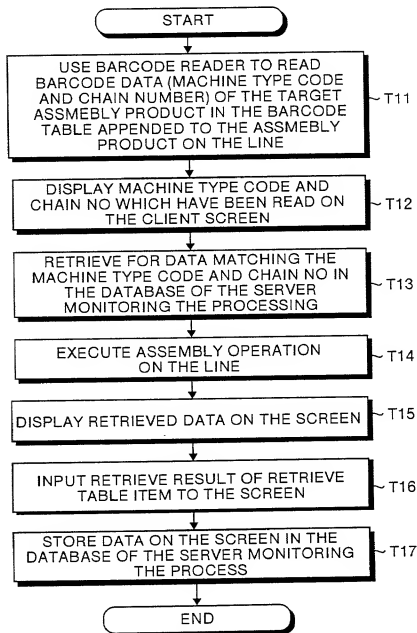 START
USE BARCODE READER TO READ
BARCODE DATA (MACHINE TYPE CODE
AND CHAIN NUMBER) OF THE TARGET
ASSMEBLY PRODUCT IN THE BARCODE
TABLE APPENDED TO THE ASSMEBLY
PRODUCT ON THE LINE
T11
DISPLAY MACHINE TYPE CODE AND
CHAIN NO WHICH HAVE BEEN READ ON
THE CLIENT SCREEN
T12
RETRIEVE FOR DATA MATCHING THE
MACHINE TYPE CODE AND CHAIN NO IN
THE DATABASE OF THE SERVER
MONITORING THE PROCESSING
T13
EXECUTE ASSEMBLY OPERATION
ON THE LINE
T14
DISPLAY RETRIEVED DATA ON THE SCREEN
T15
INPUT RETRIEVE RESULT OF RETRIEVE
TABLE ITEM TO THE SCREEN
T16
STORE DATA ON THE SCREEN IN THE
DATABASE OF THE SERVER MONITORING
THE PROCESS
T17
END